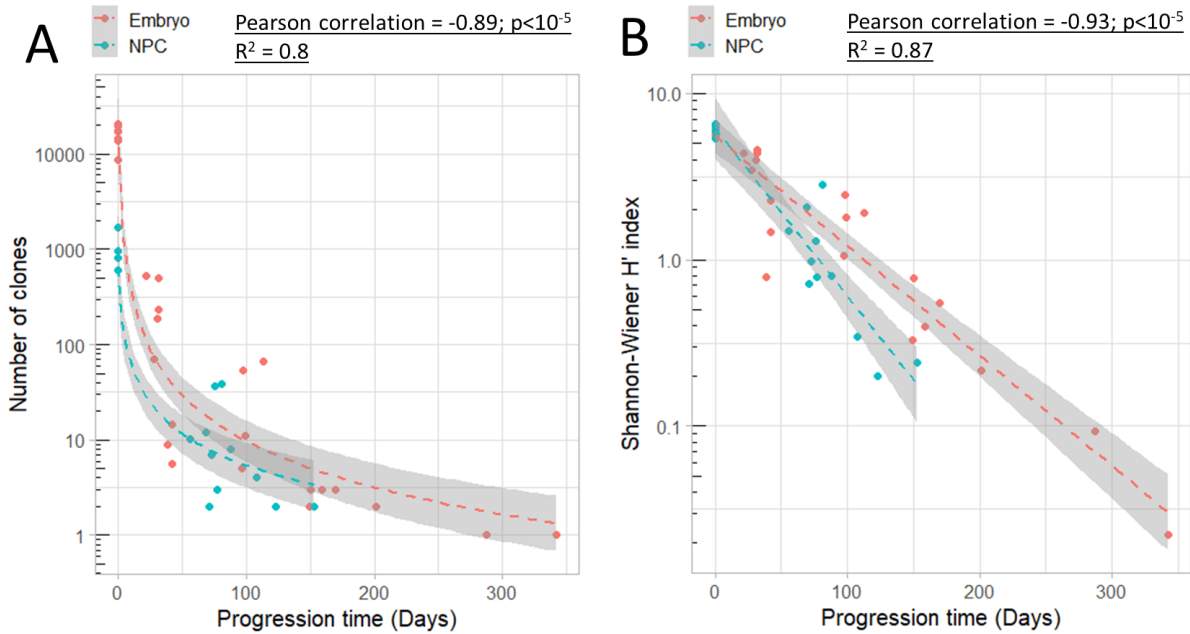 A
Embryo
NPC
Pearson correlation = -0.89; p<10⁻⁵
R² = 0.8
10000
1000
100
10
1
Number of clones
0
100
200
300
Progression time (Days)
B
Embryo
NPC
Pearson correlation = -0.93; p<10⁻⁵
R² = 0.87
10.0
1.0
0.1
Shannon-Wiener H' index
0
100
200
300
Progression time (Days)